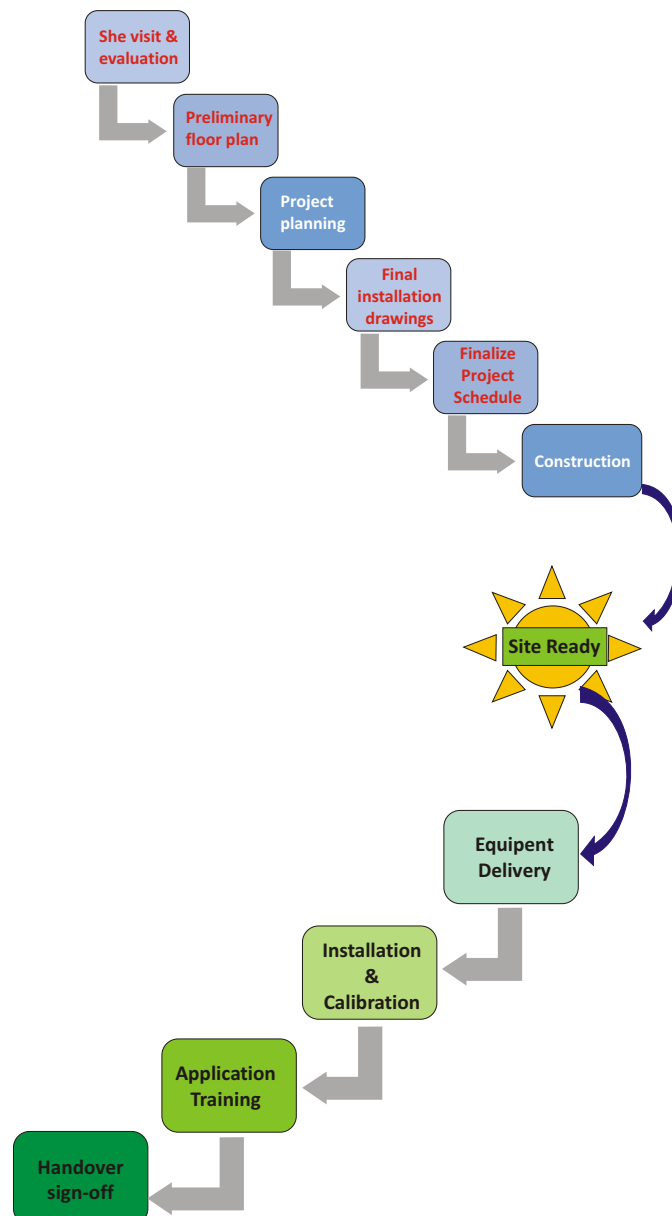 She visit &
evaluation
Preliminary
floor plan
Project
planning
Final
installation
drawings
Finalize
Project
Schedule
Construction
Site Ready
Equipent
Delivery
Installation
&
Calibration
Application
Training
Handover
sign-off